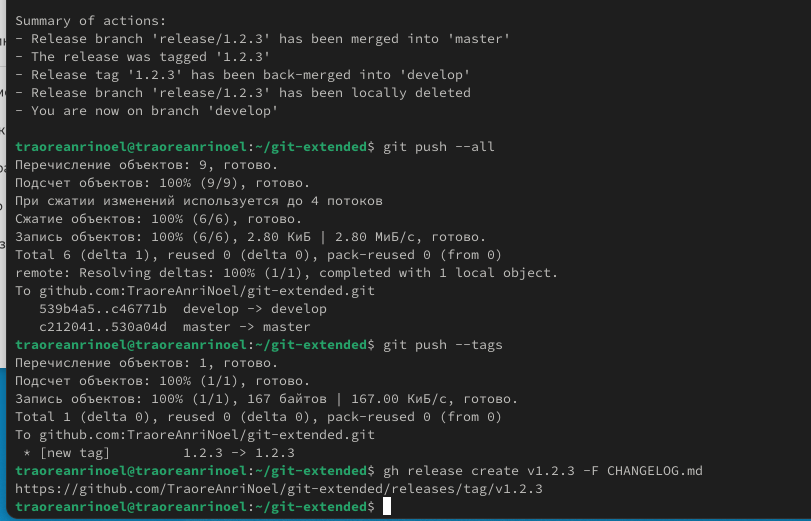 Summary of actions:
- Release branch 'release/1.2.3' has been merged into 'master'
- The release was tagged '1.2.3'
- Release tag '1.2.3' has been back-merged into 'develop'
- Release branch 'release/1.2.3' has been locally deleted
- You are now on branch 'develop'
traoreanrinoel@traoreanrinoel:~/git-extended$ git push --all
Перечисление объектов: 9, готово.
Подсчет объектов: 100% (9/9), готово.
При сжатии изменений используется до 4 потоков
Сжатие объектов: 100% (6/6), готово.
Запись объектов: 100% (6/6), 2.80 КиБ | 2.80 МиБ/с, готово.
Total 6 (delta 1), reused 0 (delta 0), pack-reused 0 (from 0)
remote: Resolving deltas: 100% (1/1), completed with 1 local object.
To github.com:TraoreAnriNoel/git-extended.git
   539b4a5..c46771b  develop -> develop
   c212041..530a04d  master -> master
traoreanrinoel@traoreanrinoel:~/git-extended$ git push --tags
Перечисление объектов: 1, готово.
Подсчет объектов: 100% (1/1), готово.
Запись объектов: 100% (1/1), 167 байтов | 167.00 КиБ/с, готово.
Total 1 (delta 0), reused 0 (delta 0), pack-reused 0 (from 0)
To github.com:TraoreAnriNoel/git-extended.git
 * [new tag]         1.2.3 -> 1.2.3
traoreanrinoel@traoreanrinoel:~/git-extended$ gh release create v1.2.3 -F CHANGELOG.md
https://github.com/TraoreAnriNoel/git-extended/releases/tag/v1.2.3
traoreanrinoel@traoreanrinoel:~/git-extended$